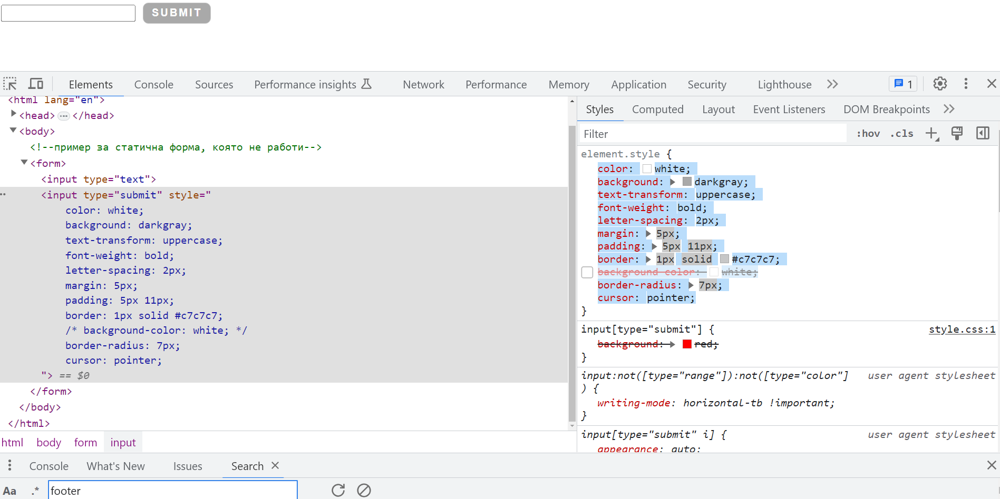 SUBMIT
Elements Console Sources Performance insights Network Performance Memory Application Security Lighthouse 1
<html lang="en">
<head> ••• </head>
<body>
<!--пример за статична форма, която не работи-->
<form>
<input type="text">
<input type="submit" style="
color: white;
background: darkgray;
text-transform: uppercase;
font-weight: bold;
letter-spacing: 2px;
margin: 5px;
padding: 5px 11px;
border: 1px solid #c7c7c7;
/* background-color: white; */
border-radius: 7px;
cursor: pointer;
"> == $0
</form>
</body>
</html>
html body form input
Styles Computed Layout Event Listeners DOM Breakpoints
Filter :hov .cls
element.style {
color: white;
background: darkgray;
text-transform: uppercase;
font-weight: bold;
letter-spacing: 2px;
margin: 5px;
padding: 5px 11px;
border: 1px solid #c7c7c7;
background-color: white;
border-radius: 7px;
cursor: pointer;
}
input[type="submit"] { style.css:1
background: red;
}
input:not([type="range"]):not([type="color"] user agent stylesheet
) {
writing-mode: horizontal-tb !important;
}
input[type="submit" i] { user agent stylesheet
appearance: auto;
Console What's New Issues Search
Aa .* footer